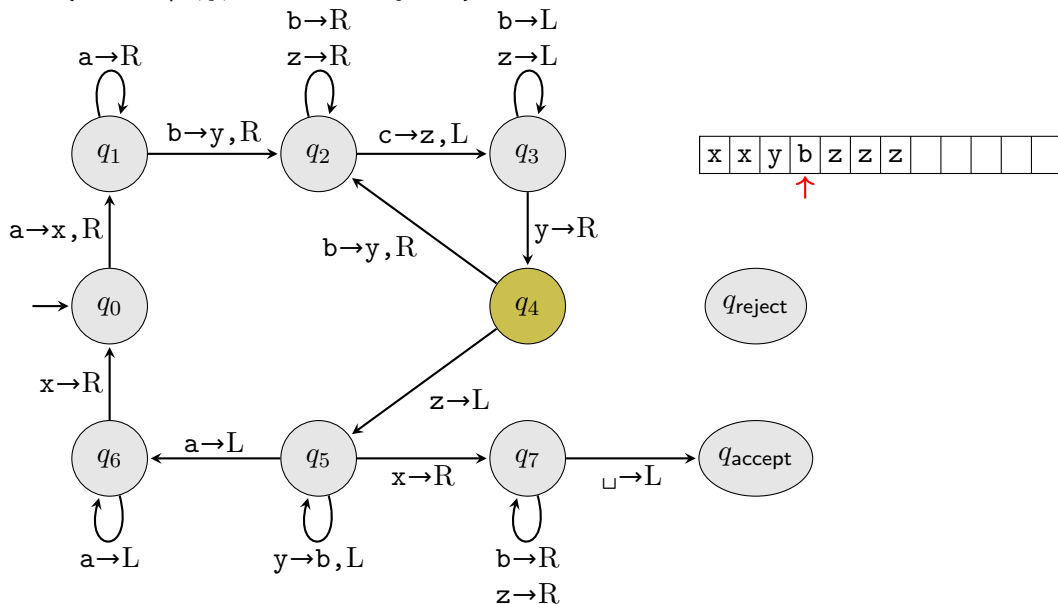 b→R
z→R
b→L
z→L
a→R
q1
b→y,R
q2
c→z,L
q3
x x y b z z z
a→x,R
b→y,R
y→R
q0
q4
qreject
x→R
z→L
q6
a→L
q5
x→R
q7
␣→L
qaccept
a→L
y→b,L
b→R
z→R